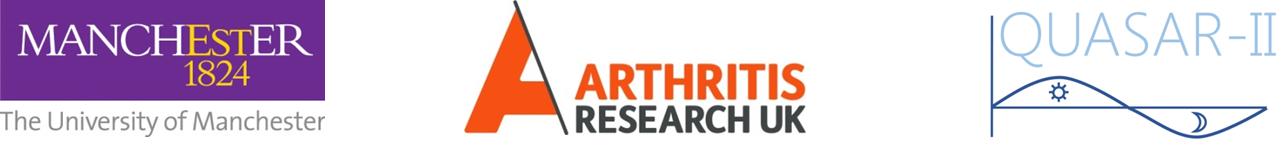 MANCHEsTER
1824
The University of Manchester
ARTHRITIS
RESEARCH UK
QUASAR-II